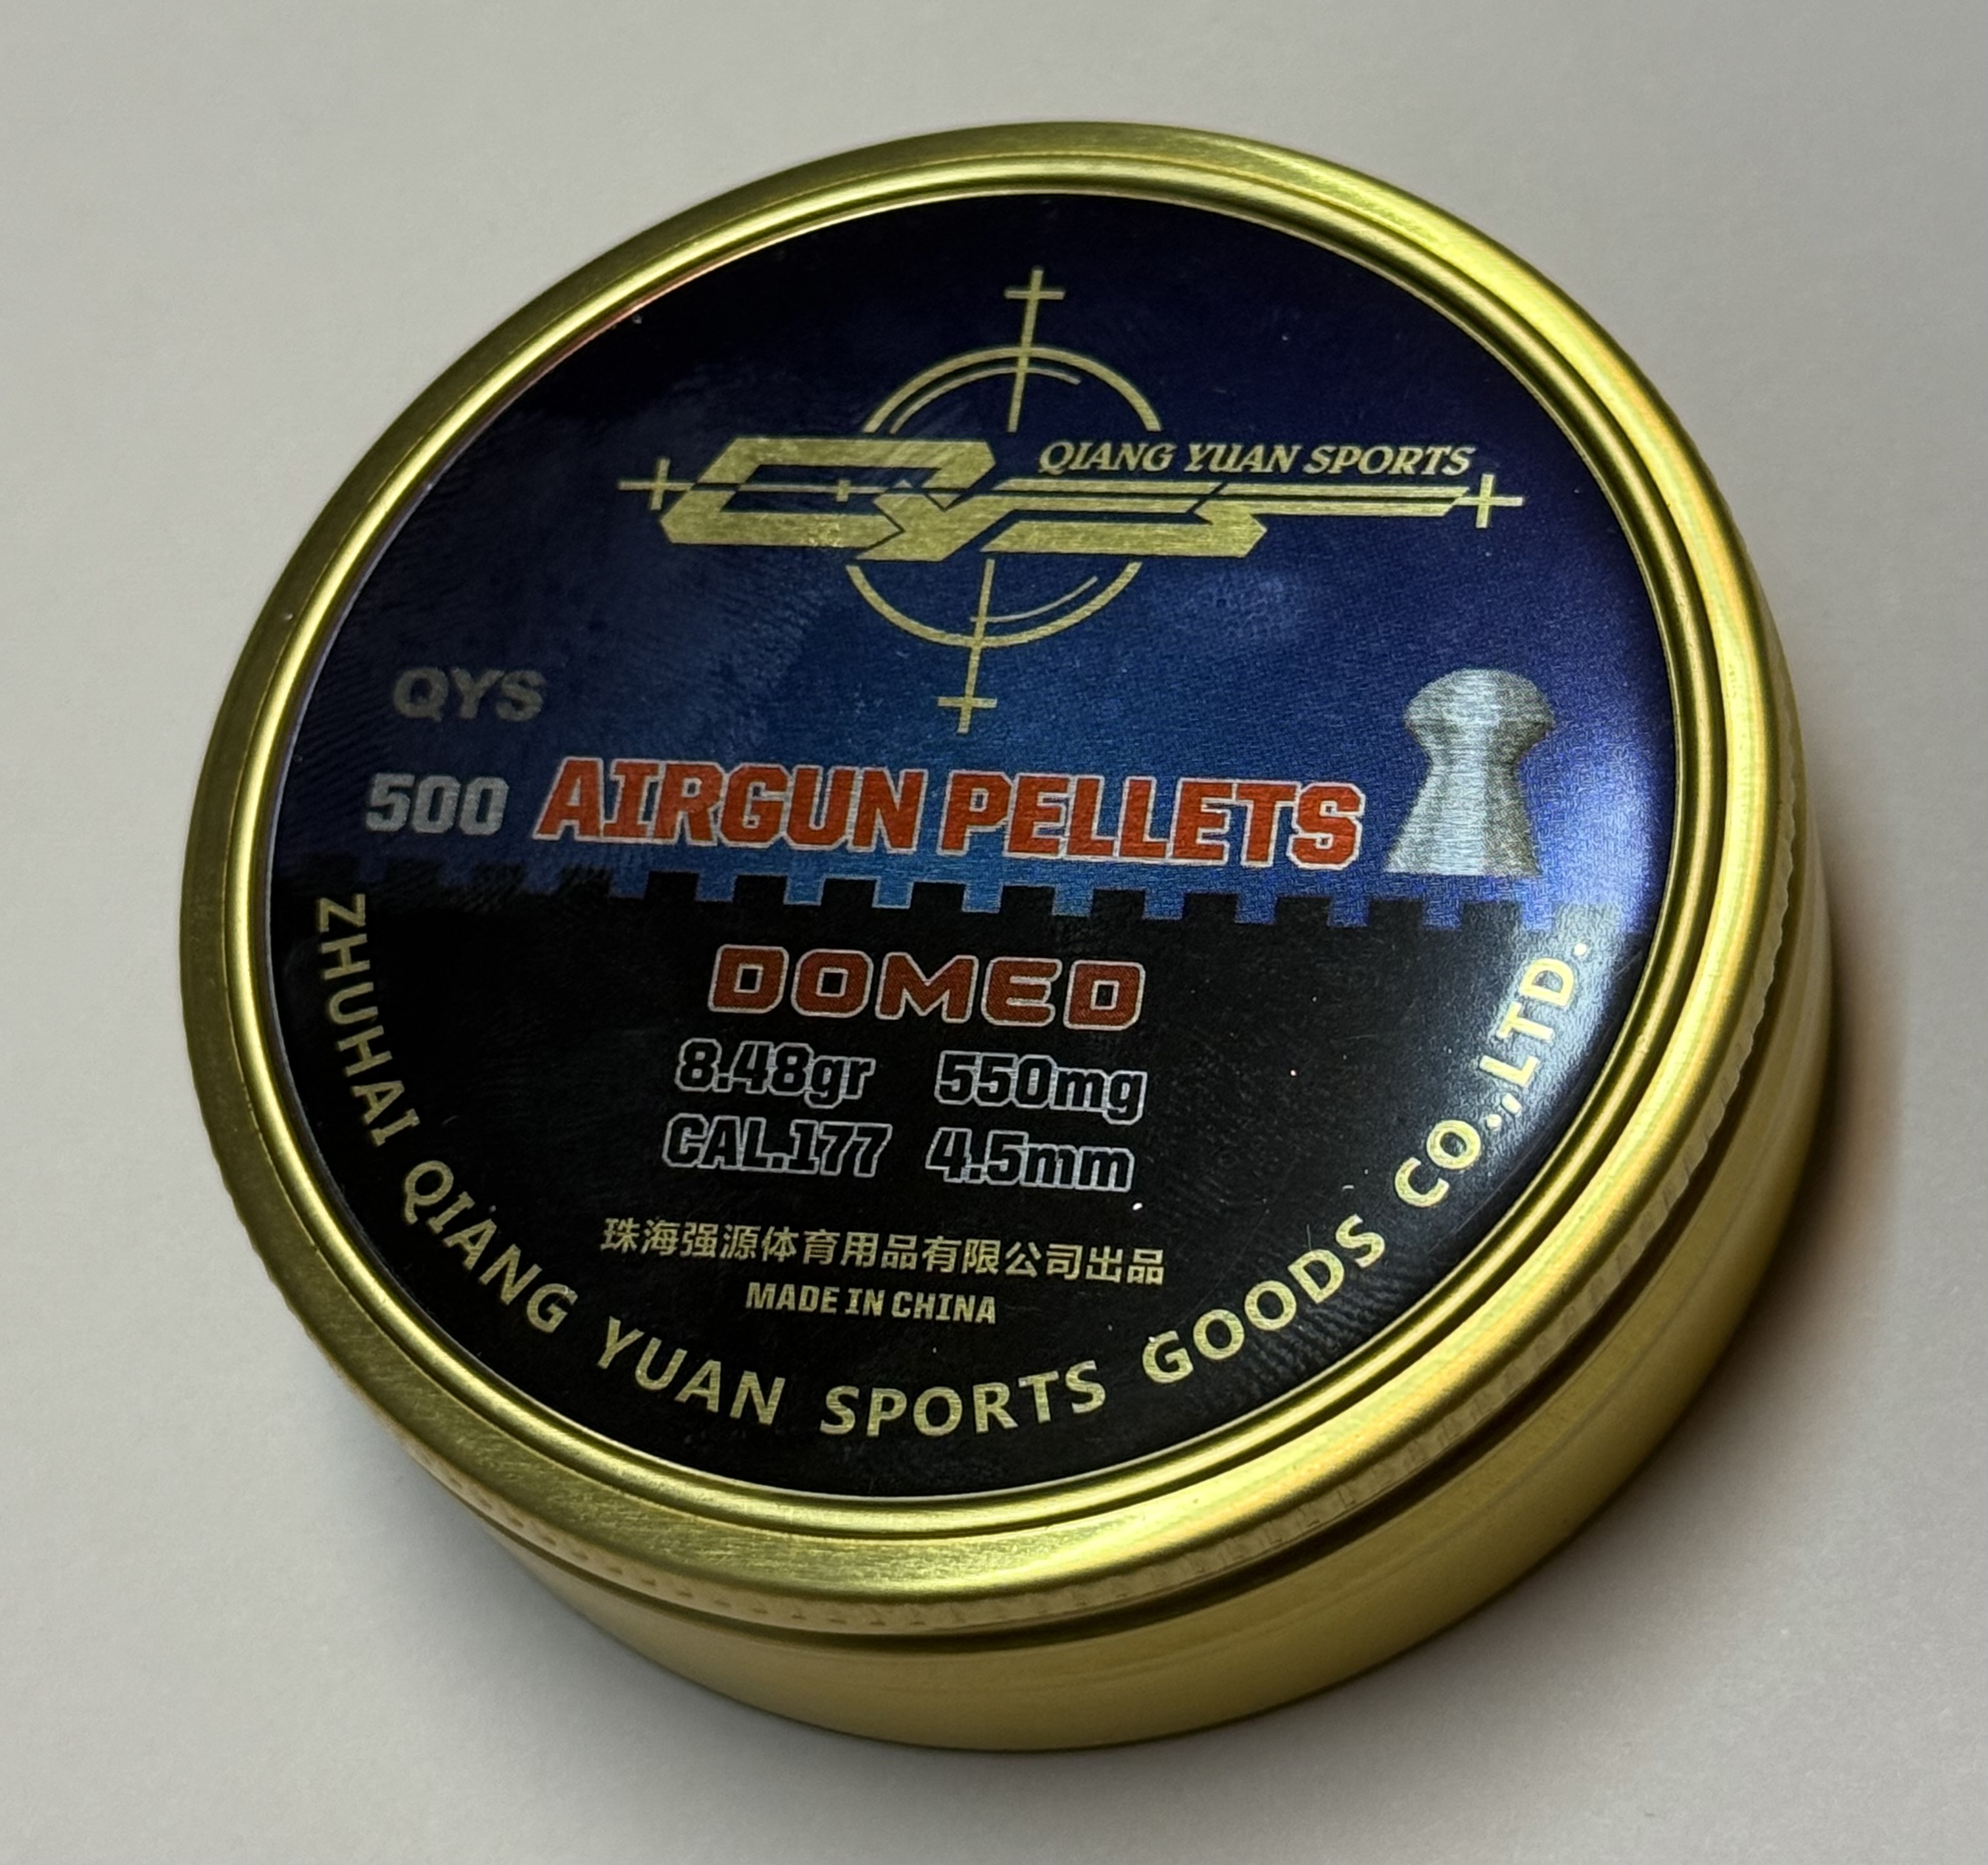 QYS QIANG YUAN SPORTS
QYS
500 AIRGUN PELLETS
DOMED
8.48gr 550mg
CAL.177 4.5mm
珠海强源体育用品有限公司出品
MADE IN CHINA
ZHUHAI QIANG YUAN SPORTS GOODS CO.,LTD.